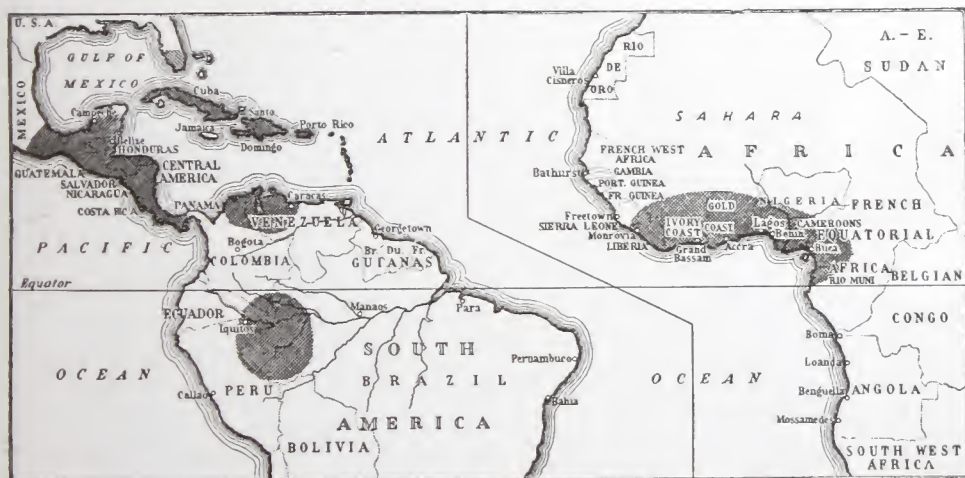 U.S.A.
GULF OF
MEXICO
MEXICO
Campeche
Belize
HONDURAS
GUATEMALA
SALVADOR
NICARAGUA
COSTA RICA
CENTRAL
AMERICA
PANAMA
Cuba
Jamaica
Santo
Domingo
Porto Rico
Caracas
VENEZUELA
Georgetown
Bogota
COLOMBIA
Br. Du. Fr.
GUIANAS
PACIFIC
Equator
OCEAN
ECUADOR
Iquitos
Manaos
Para
Callao
PERU
SOUTH
BRAZIL
AMERICA
Pernambuco
Bahia
BOLIVIA
ATLANTIC
OCEAN
Villa
Cisneros
RIO
DE
ORO
A.-E.
SUDAN
SAHARA
AFRICA
FRENCH WEST
AFRICA
GAMBIA
Bathurst
PORT. GUINEA
FR. GUINEA
Freetown
SIERRA LEONE
Monrovia
LIBERIA
IVORY
COAST
GOLD
COAST
Grand
Bassam
Accra
NIGERIA
Lagos
Benin
CAMEROONS
Buea
FRENCH
EQUATORIAL
AFRICA
RIO MUNI
BELGIAN
CONGO
Boma
Loanda
Benguella
ANGOLA
Mossamedes
SOUTH WEST
AFRICA